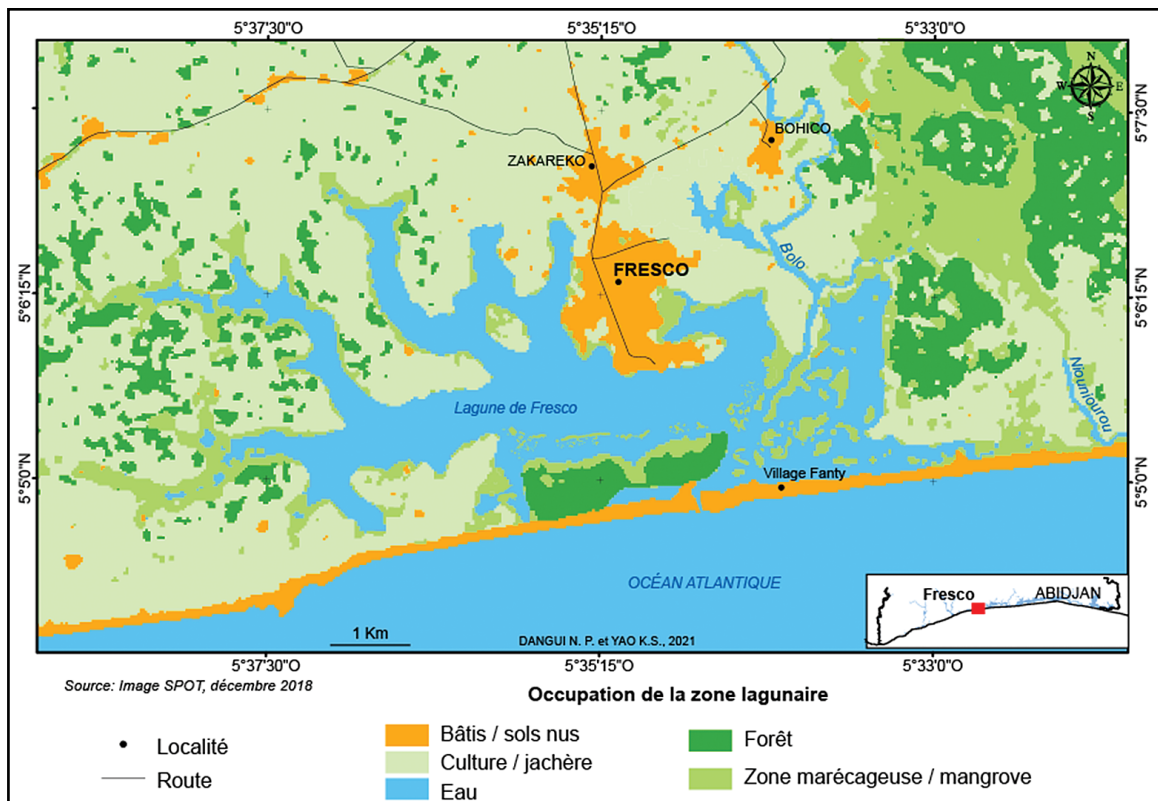 5°37'30"O
5°35'15"O
5°33'0"O
N
W E
S
5°7'30"N
BOHICO
ZAKAREKO
Bolo
FRESCO
5°6'15"N
5°6'15"N
Niouniourou
Lagune de Fresco
Village Fanty
5°5'0"N
5°5'0"N
OCÉAN ATLANTIQUE
Fresco
ABIDJAN
1 Km
DANGUI N. P. et YAO K.S., 2021
5°37'30"O
5°35'15"O
5°33'0"O
Source: Image SPOT, décembre 2018
Occupation de la zone lagunaire
Localité
Route
Bâtis / sols nus
Culture / jachère
Eau
Forêt
Zone marécageuse / mangrove